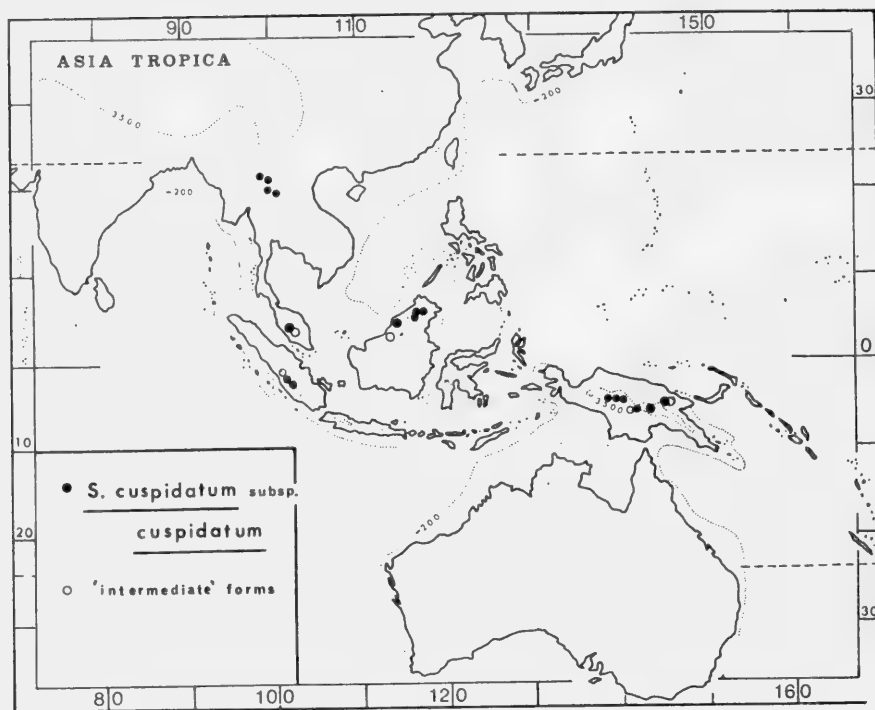 90 110 150
ASIA TROPICA
3500
-200
30
-200
3500
0
10
-200
● S. cuspidatum subsp.
cuspidatum
20
○ 'intermediate' forms
30
80 100 120 160